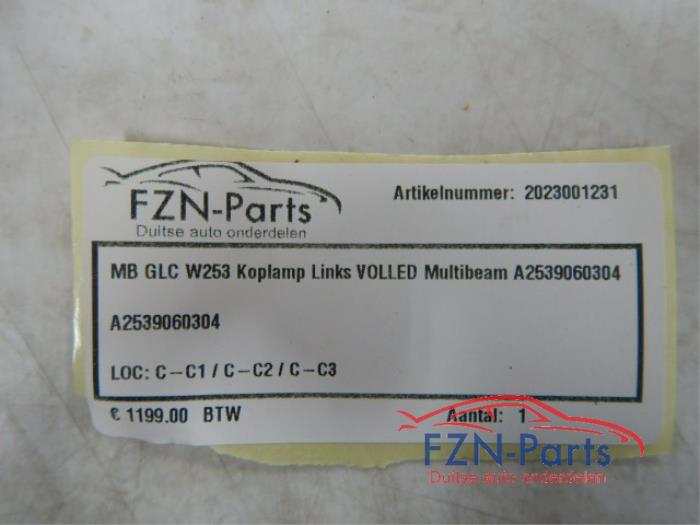 FZN-Parts
Duitse auto onderdelen
Artikelnummer: 2023001231
MB GLC W253 Koplamp Links VOLLED Multibeam A2539060304
A2539060304
LOC: C-C1 / C-C2 / C-C3
€ 1199.00 BTW
Aantal: 1
FZN-Parts
Duitse auto onderdelen